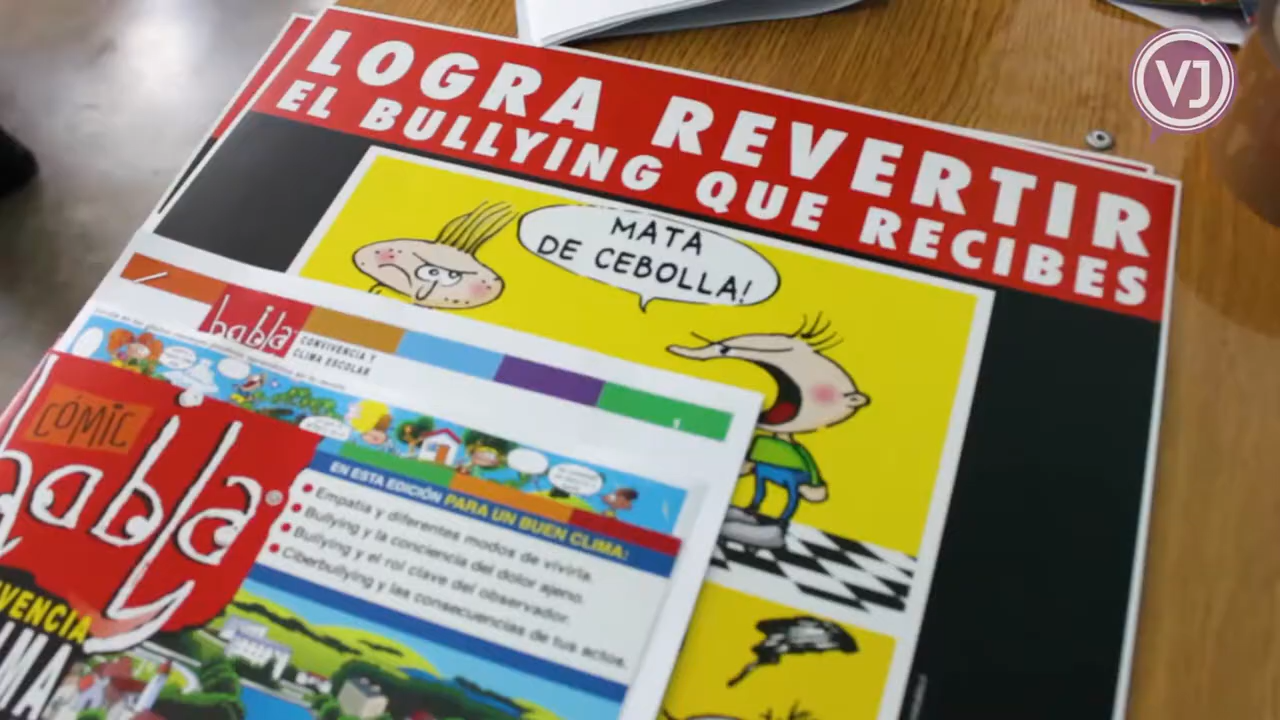 VJ
LOGRA REVERTIR
EL BULLYING QUE RECIBES
MATA
DE CEBOLLA!
habla
CONVIVENCIA Y
CLIMA ESCOLAR
CÓMIC
habla®
EN ESTA EDICIÓN PARA UN BUEN CLIMA:
• Empatía y diferentes modos de vivirla.
• Bullying y la conciencia del dolor ajeno.
• Bullying y el rol clave del observador.
• Ciberbullying y las consecuencias de tus actos.
VENCIA
MA